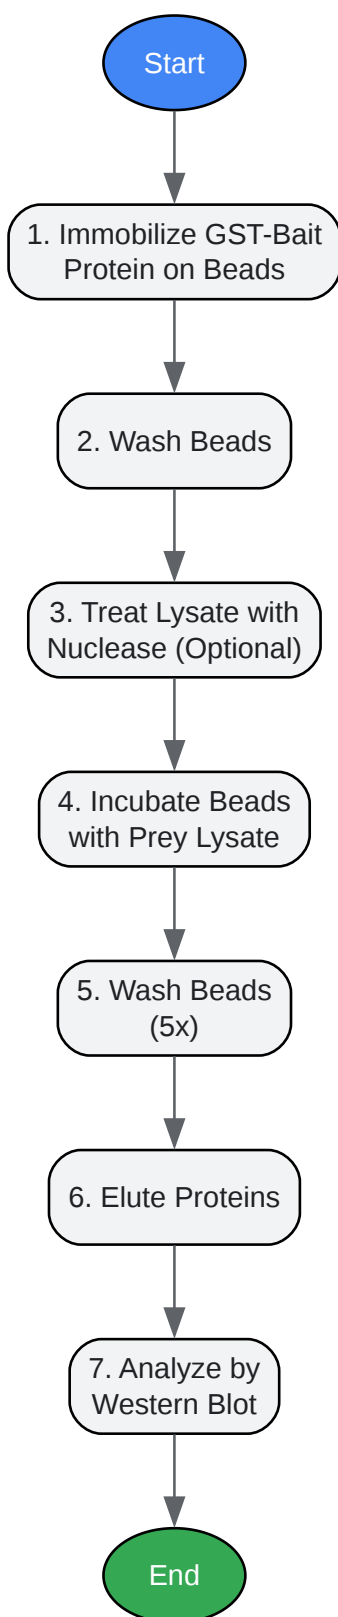 Start
1. Immobilize GST-Bait
Protein on Beads
2. Wash Beads
3. Treat Lysate with
Nuclease (Optional)
4. Incubate Beads
with Prey Lysate
5. Wash Beads
(5x)
6. Elute Proteins
7. Analyze by
Western Blot
End